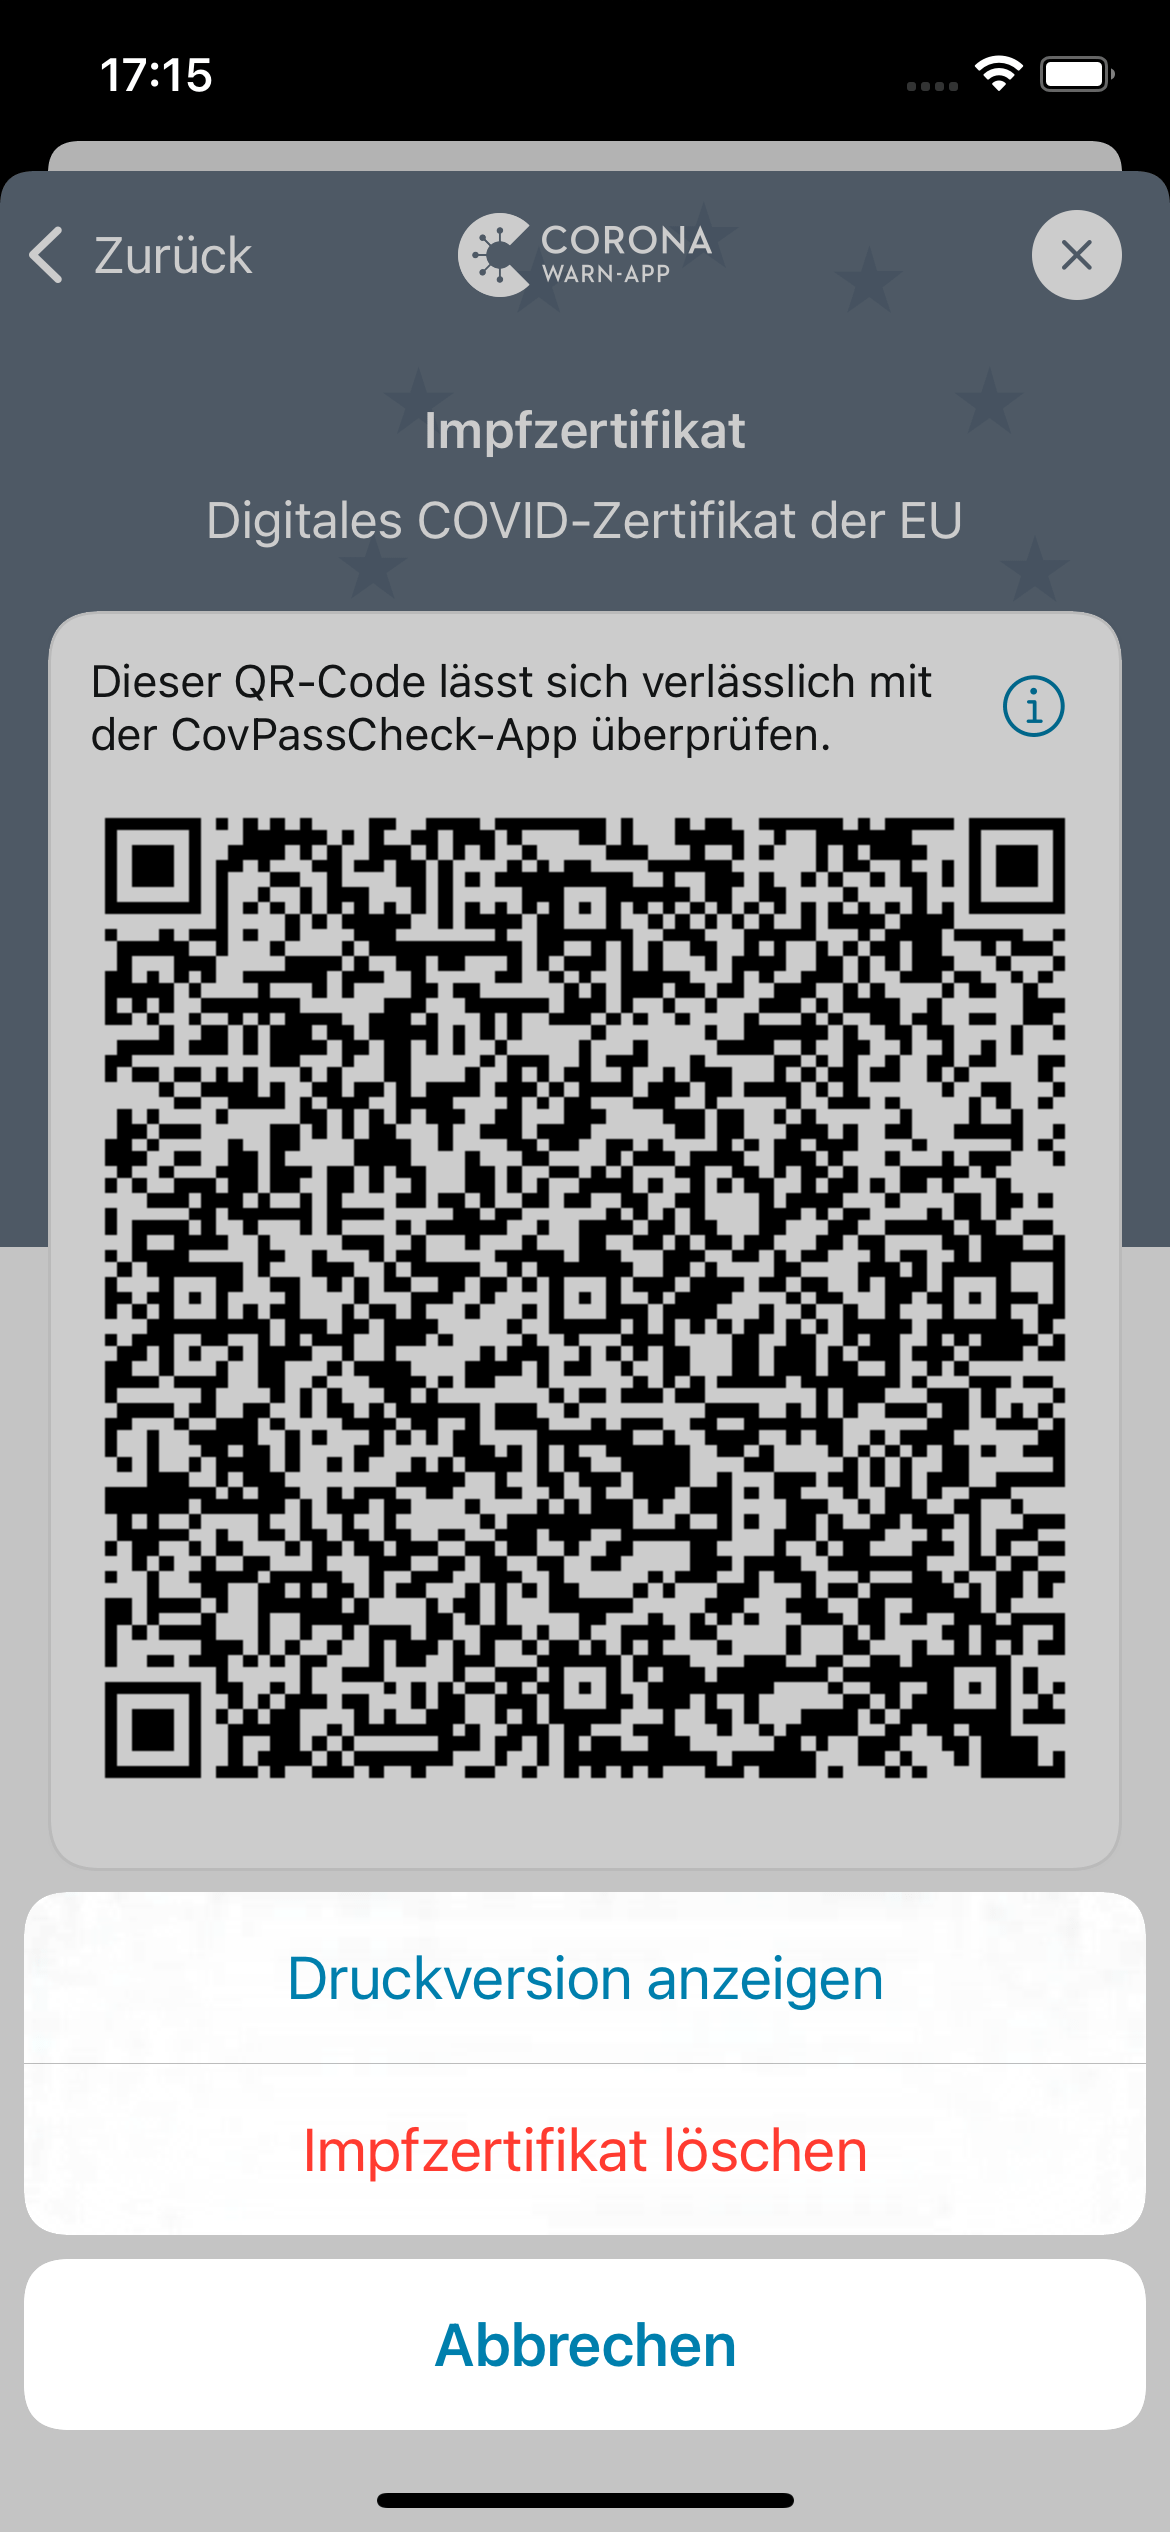 17:15
Zurück
CORONA
WARN-APP
Impfzertifikat
Digitales COVID-Zertifikat der EU
Dieser QR-Code lässt sich verlässlich mit
der CovPassCheck-App überprüfen.
Druckversion anzeigen
Impfzertifikat löschen
Abbrechen